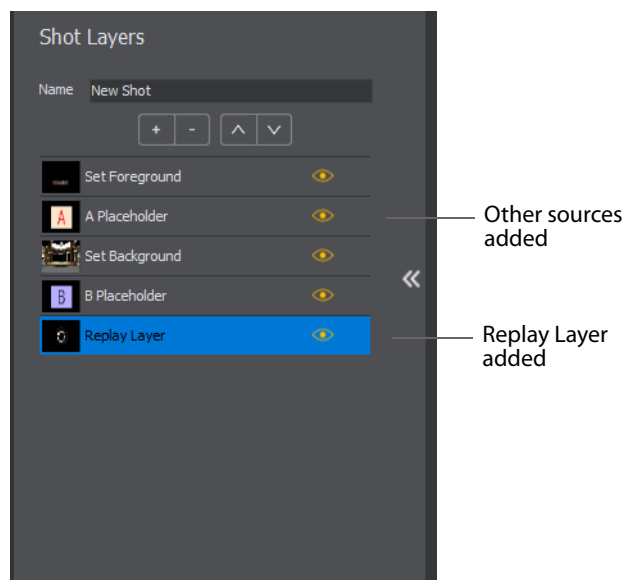 Shot Layers
Name New Shot
+ -
Set Foreground
A A Placeholder
Other sources
added
Set Background
B B Placeholder
Replay Layer
Replay Layer
added